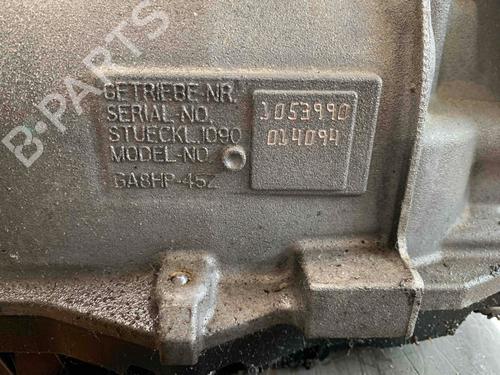 B-PARTS
GETRIEBE-NR. 
SERIAL-NO. 1053990
STUECKL.1090 014094
MODEL-NO.
GA8HP-45Z